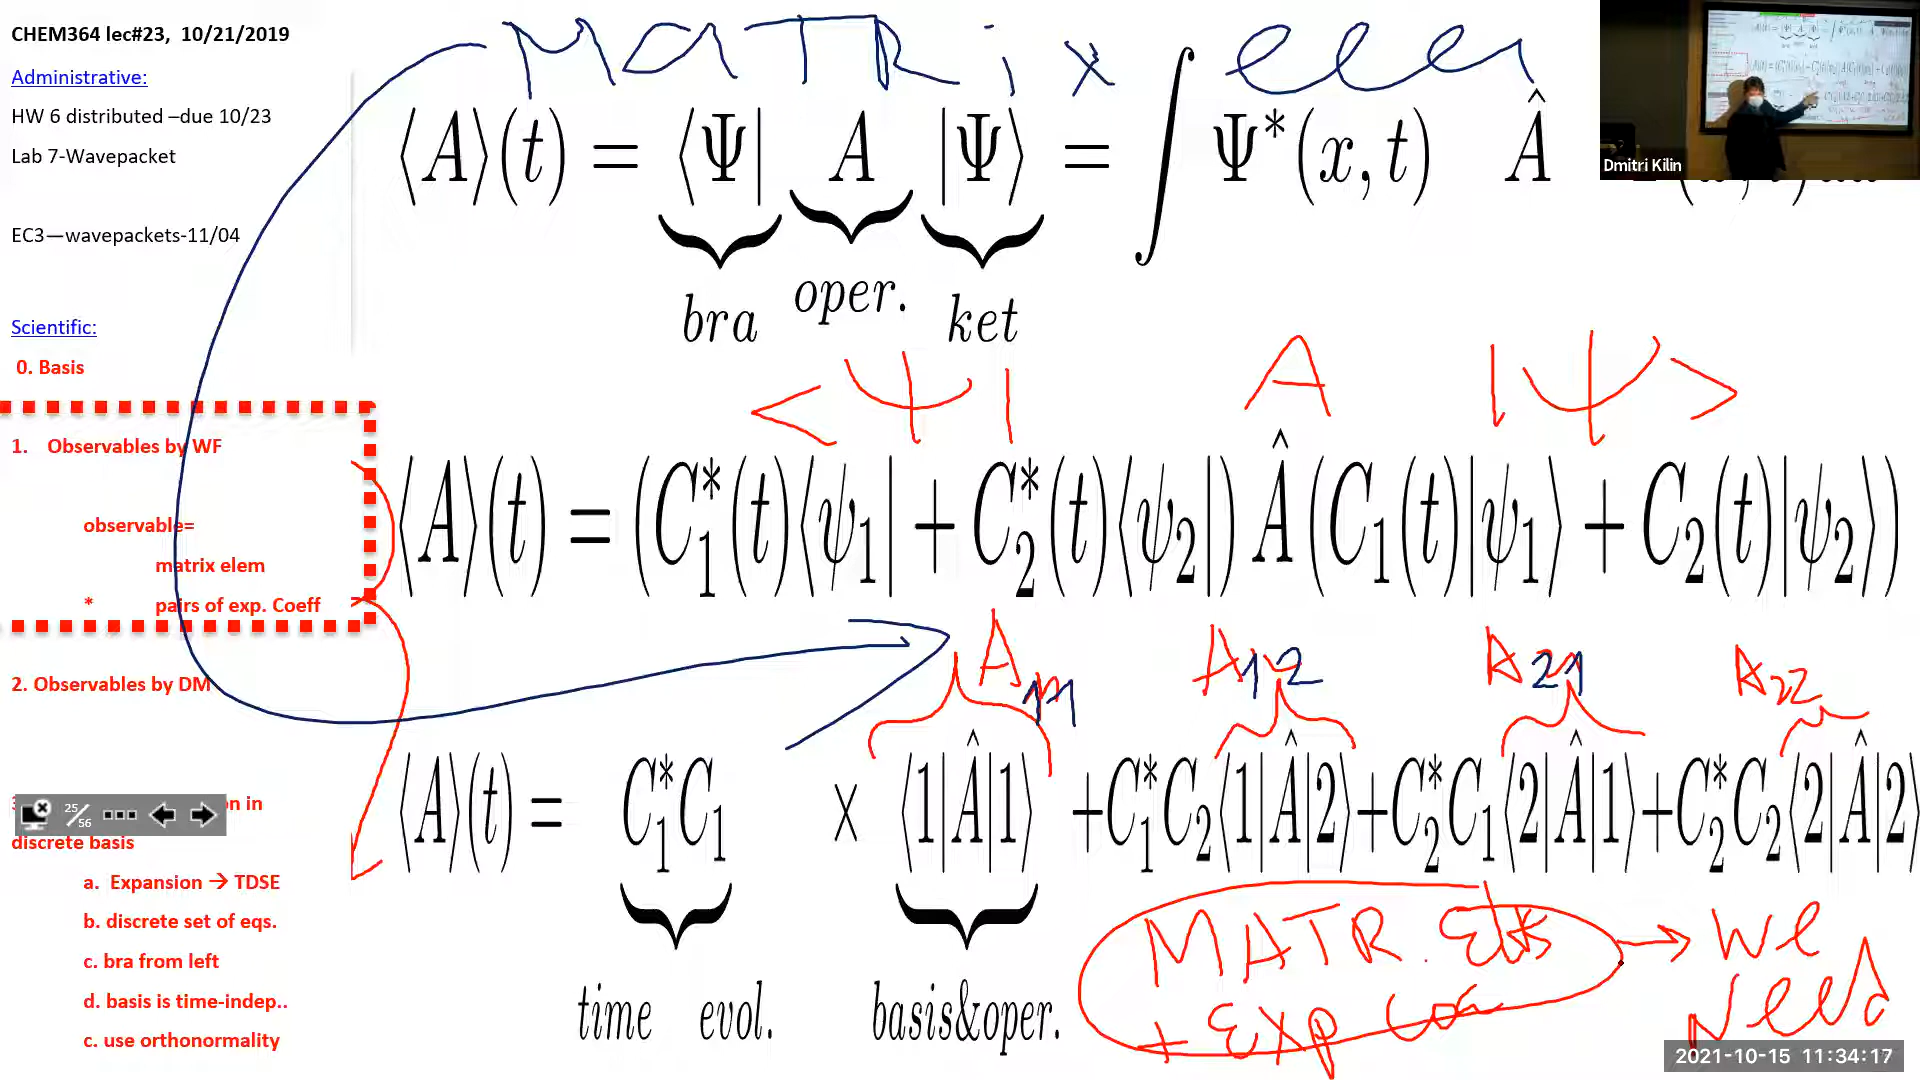 CHEM364 lec#23, 10/21/2019
Administrative:
HW 6 distributed –due 10/23
Lab 7-Wavepacket
EC3—wavepackets-11/04
Scientific:
0. Basis
1. Observables by WF
observable=
matrix elem
* pairs of exp. Coeff
2. Observables by DM
on in
discrete basis
a. Expansion → TDSE
b. discrete set of eqs.
c. bra from left
d. basis is time-indep..
c. use orthonormality
25/56
MATRix elem
⟨A⟩(t) = ⟨Ψ| A |Ψ⟩ = ∫ Ψ*(x, t) Â
bra oper. ket
<Ψ| A |Ψ>
⟨A⟩(t) = (C₁*(t)⟨ψ₁| + C₂*(t)⟨ψ₂|) Â (C₁(t)|ψ₁⟩ + C₂(t)|ψ₂⟩)
A₁₁ A₁₂ A₂₁ A₂₂
⟨A⟩(t) = C₁*C₁ × ⟨1|Â|1⟩ +C₁*C₂⟨1|Â|2⟩+C₂*C₁⟨2|Â|1⟩+C₂*C₂⟨2|Â|2⟩
time evol. basis&oper.
MATR. → We
+ Exp Need
Dmitri Kilin
2021-10-15 11:34:17